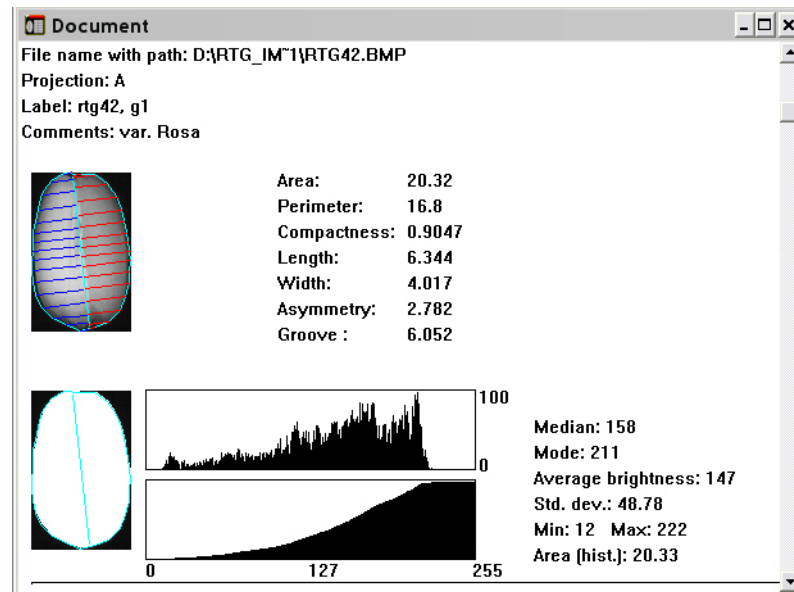 Document
File name with path: D:\RTG_IM~1\RTG42.BMP
Projection: A
Label: rtg42, g1
Comments: var. Rosa
Area: 20.32
Perimeter: 16.8
Compactness: 0.9047
Length: 6.344
Width: 4.017
Asymmetry: 2.782
Groove : 6.052
100
0
Median: 158
Mode: 211
Average brightness: 147
Std. dev.: 48.78
Min: 12 Max: 222
Area (hist.): 20.33
0 127 255